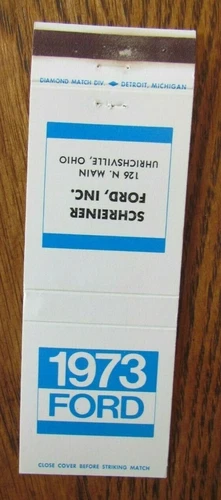 DIAMOND MATCH DIV. DETROIT, MICHIGAN
SCHREINER
FORD, INC.
126 N. MAIN
UHRICHSVILLE, OHIO
1973
FORD
CLOSE COVER BEFORE STRIKING MATCH